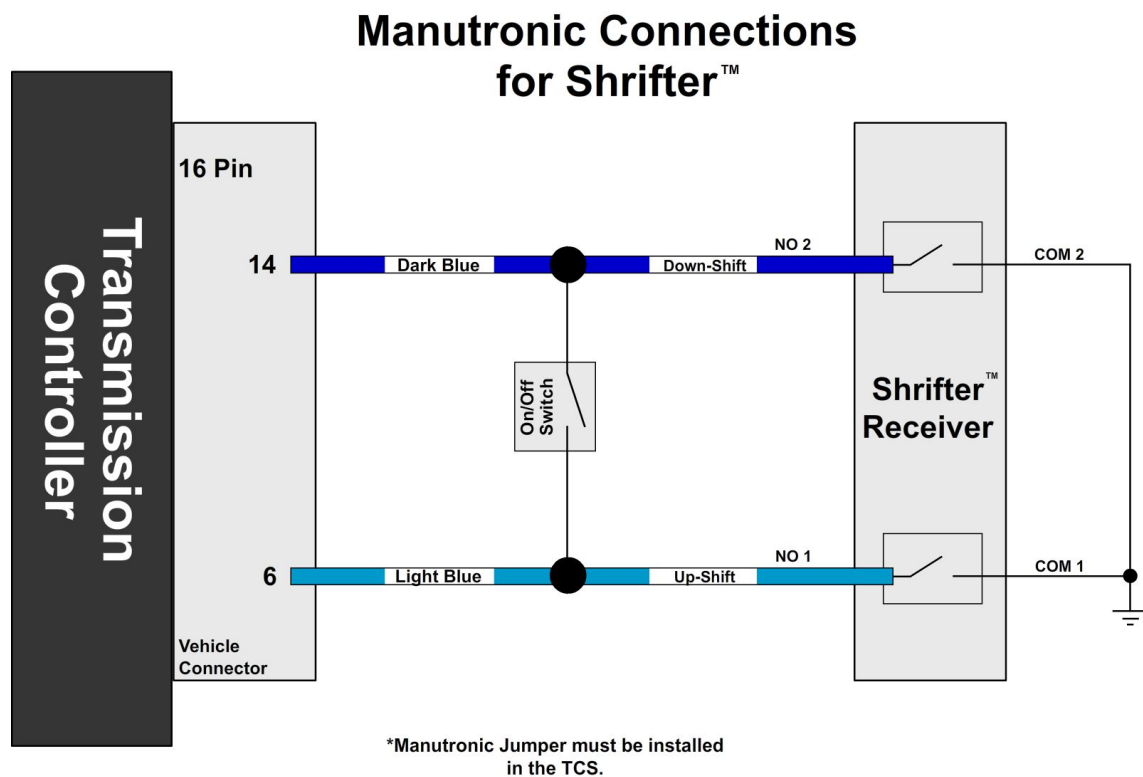 Manutronic Connections
for Shrifter™
Transmission
Controller
16 Pin
14
Dark Blue
Down-Shift
NO 2
COM 2
On/Off
Switch
Shrifter™
Receiver
6
Light Blue
Up-Shift
NO 1
COM 1
Vehicle
Connector
*Manutronic Jumper must be installed
in the TCS.